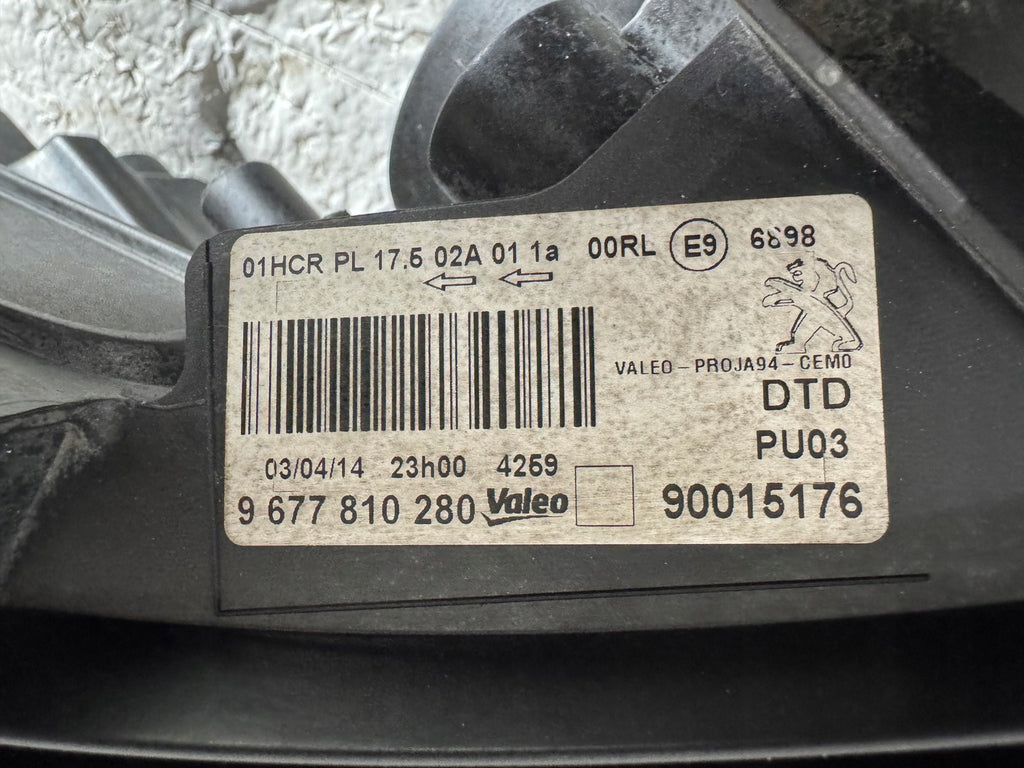 01HCR PL 17.5 02A 01 1a 00RL E9 6898
VALEO - PROJA94 - CEMO
DTD
PU03
03/04/14 23h00 4259
9 677 810 280 Valeo 90015176